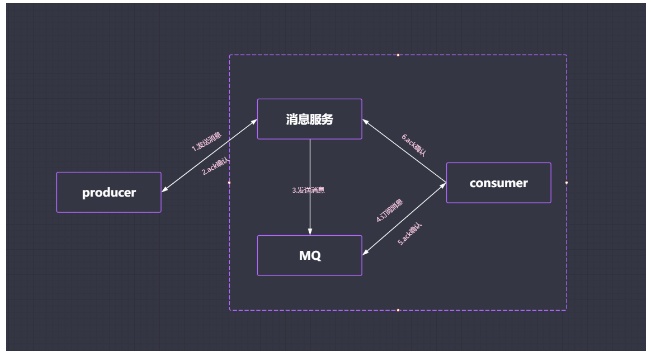 消息服务
1.发送消息
2.ack确认
6.ack确认
producer
3.发送消息
consumer
4.订阅消息
5.ack确认
MQ